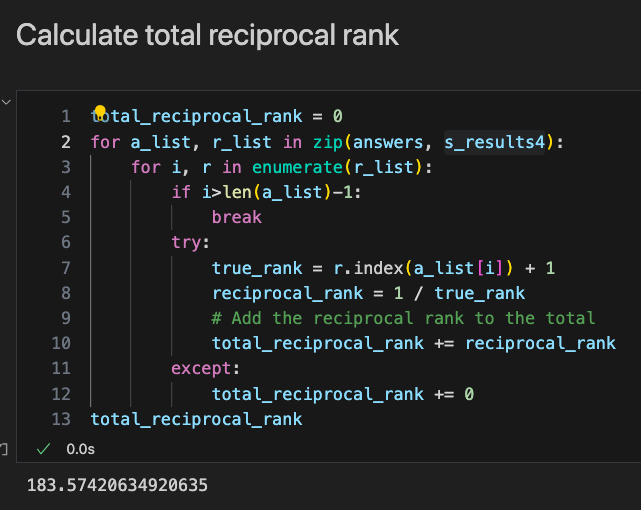 Calculate total reciprocal rank
1 total_reciprocal_rank = 0
2 for a_list, r_list in zip(answers, s_results4):
3     for i, r in enumerate(r_list):
4         if i>len(a_list)-1:
5             break
6         try:
7             true_rank = r.index(a_list[i]) + 1
8             reciprocal_rank = 1 / true_rank
9             # Add the reciprocal rank to the total
10             total_reciprocal_rank += reciprocal_rank
11         except:
12             total_reciprocal_rank += 0
13 total_reciprocal_rank
0.0s
183.57420634920635